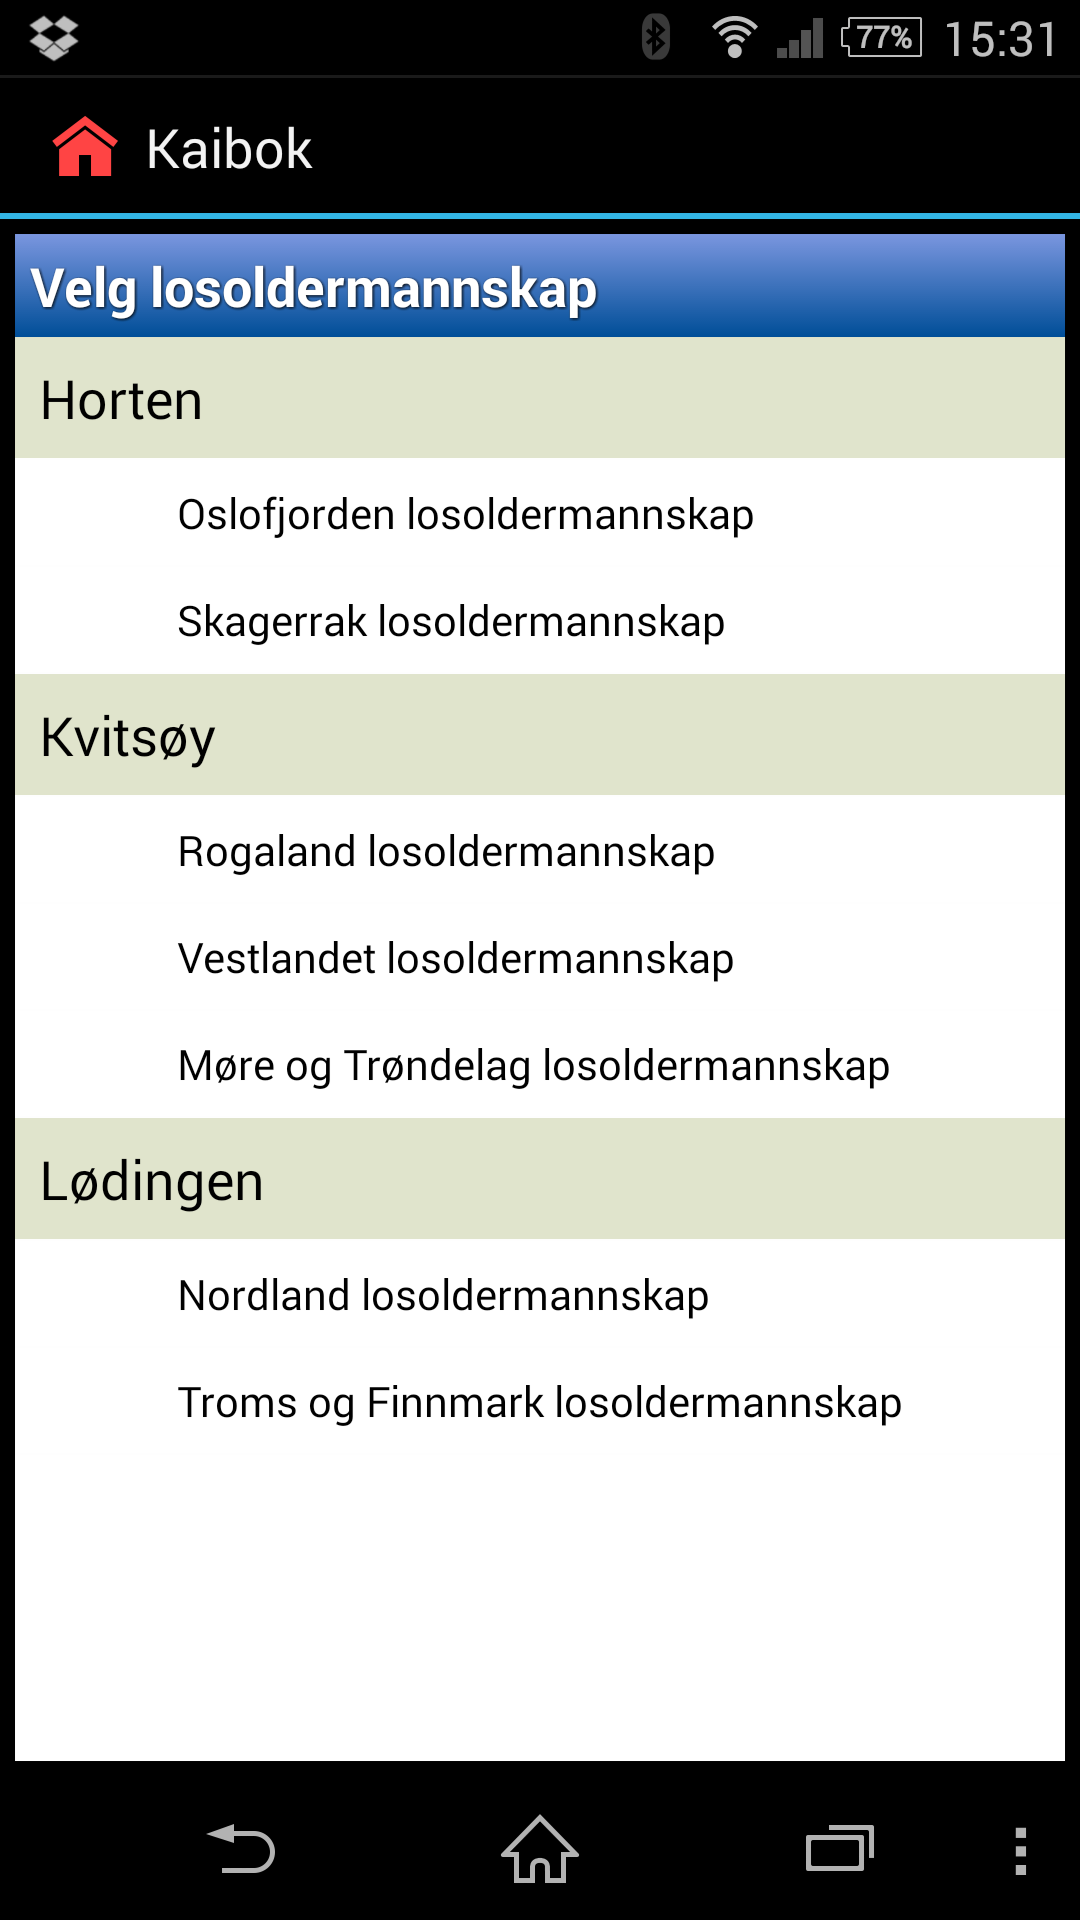 77% 15:31
Kaibok
Velg losoldermannskap
Horten
Oslofjorden losoldermannskap
Skagerrak losoldermannskap
Kvitsøy
Rogaland losoldermannskap
Vestlandet losoldermannskap
Møre og Trøndelag losoldermannskap
Lødingen
Nordland losoldermannskap
Troms og Finnmark losoldermannskap